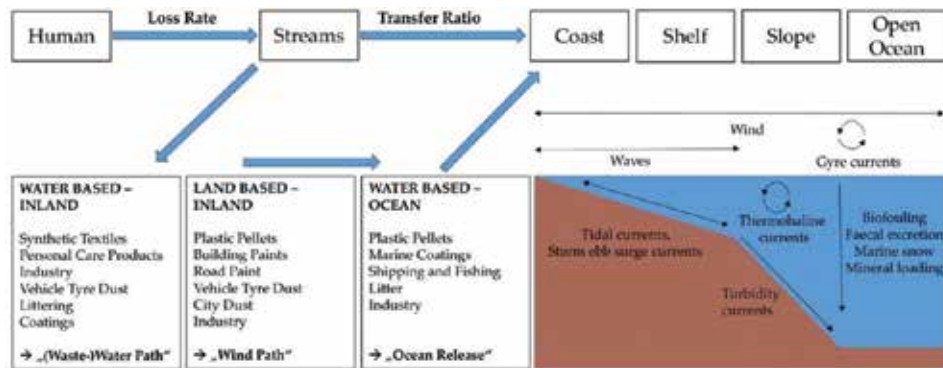 Human
Loss Rate
Streams
Transfer Ratio
Coast
Shelf
Slope
Open
Ocean
Wind
Waves
Gyre currents
WATER BASED –
INLAND
Synthetic Textiles
Personal Care Products
Industry
Vehicle Tyre Dust
Littering
Coatings
→ „(Waste-)Water Path“
LAND BASED –
INLAND
Plastic Pellets
Building Paints
Road Paint
Vehicle Tyre Dust
City Dust
Industry
→ „Wind Path“
WATER BASED –
OCEAN
Plastic Pellets
Marine Coatings
Shipping and Fishing
Litter
Industry
→ „Ocean Release“
Tidal currents,
Storm ebb surge currents
Thermohaline
currents
Turbidity
currents
Biofouling
Faecal excretion
Marine snow
Mineral loading